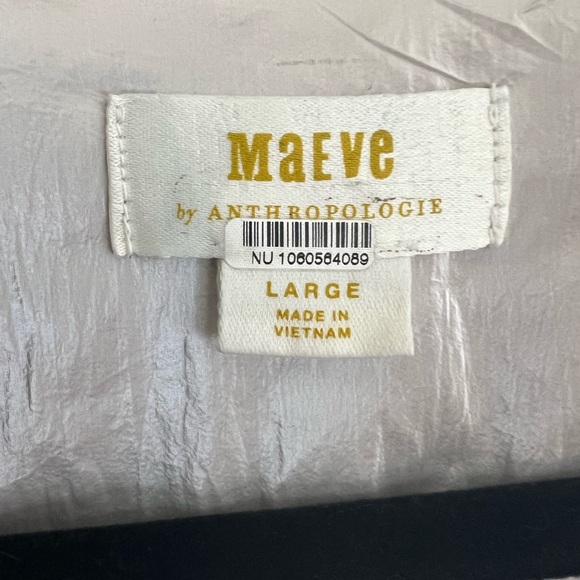 MaEVe
by ANTHROPOLOGIE
NU 1060564089
LARGE
MADE IN
VIETNAM